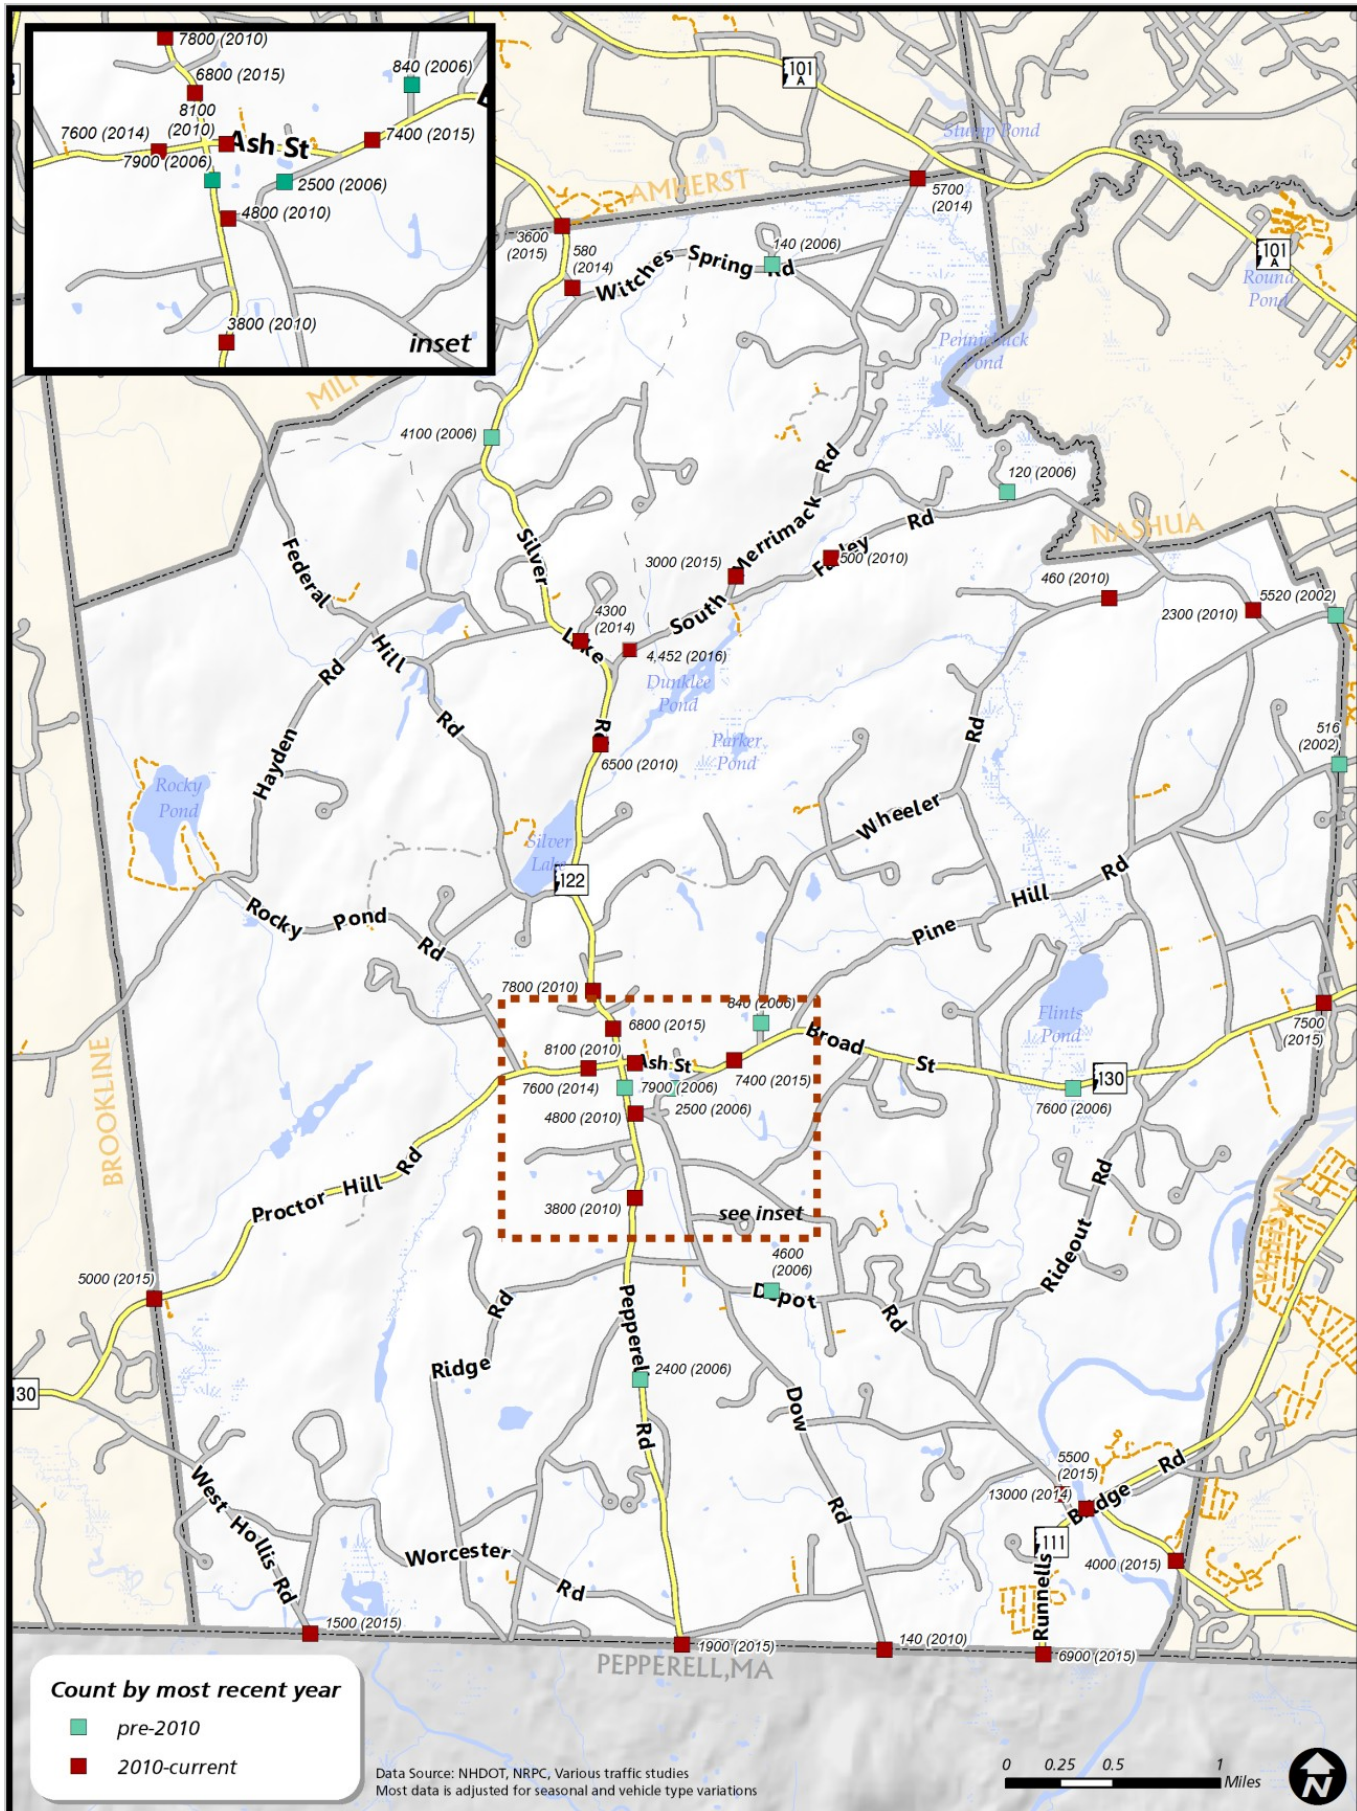 7800 (2010)
6800 (2015)
840 (2006)
8100
(2010)
7600 (2014)
Ash St
7400 (2015)
7900 (2006)
2500 (2006)
4800 (2010)
3800 (2010)
inset
101
A
Stump Pond
AMHERST
5700
(2014)
3600
(2015)
580
(2014)
140 (2006)
Witches Spring Rd
101
A
Round
Pond
Pennichuck
Pond
4100 (2006)
120 (2006)
NASHUA
Federal
Hill
Rd
Silver
Lake
Rd
3000 (2015)
South
Merrimack
Rd
Farley
Rd
500 (2010)
460 (2010)
5520 (2002)
2300 (2010)
4300
(2014)
4,452 (2016)
Dunklee
Pond
Hayden
Rd
6500 (2010)
Parker
Pond
Rd
516
(2002)
Rocky
Pond
Wheeler
Silver
Lake
122
Rocky
Pond
Rd
Pine
Hill
Rd
7800 (2010)
840 (2006)
6800 (2015)
Flints
Pond
7500
(2015)
8100 (2010)
Ash St
Broad
St
7600 (2014)
7900 (2006)
7400 (2015)
130
2500 (2006)
7600 (2006)
4800 (2010)
BROOKLINE
Proctor Hill Rd
3800 (2010)
see inset
Rideout
Rd
NASHUA
5000 (2015)
4600
(2006)
Depot
Rd
Ridge
Rd
Pepperell
Rd
2400 (2006)
130
Dow
Rd
West
Hollis
Rd
5500
(2015)
13000 (2014)
Bridge
Rd
111
4000 (2015)
Worcester
Rd
Runnells
1500 (2015)
1900 (2015)
140 (2010)
6900 (2015)
PEPPERELL,MA
Count by most recent year
pre-2010
2010-current
Data Source: NHDOT, NRPC, Various traffic studies
Most data is adjusted for seasonal and vehicle type variations
0 0.25 0.5 1
Miles
N